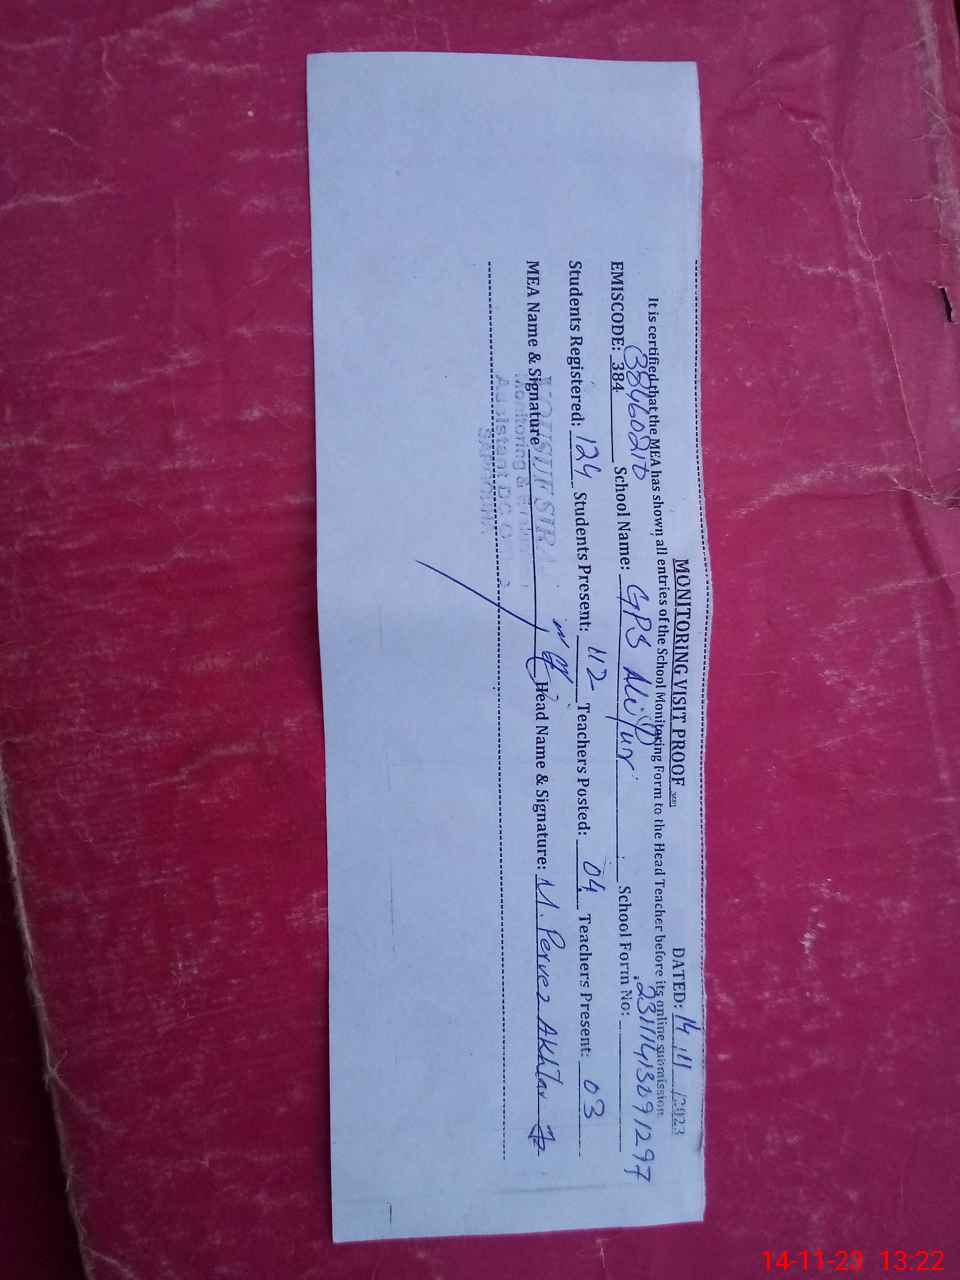 MONITORING VISIT PROOF
DATED: 14/11/2023
It is certified that the MEA has shown all entries of the School Monitoring Form to the Head Teacher before its online submission.
EMISCODE: 384 38460210 School Name: GPS Alipur School Form No: 23111413091297
Students Registered: 124 Students Present: 112 Teachers Posted: 04 Teachers Present: 03
MEA Name & Signature Head Name & Signature: M. Pervez Akhtar
Monitoring &
Assistant
14-11-23 13:22